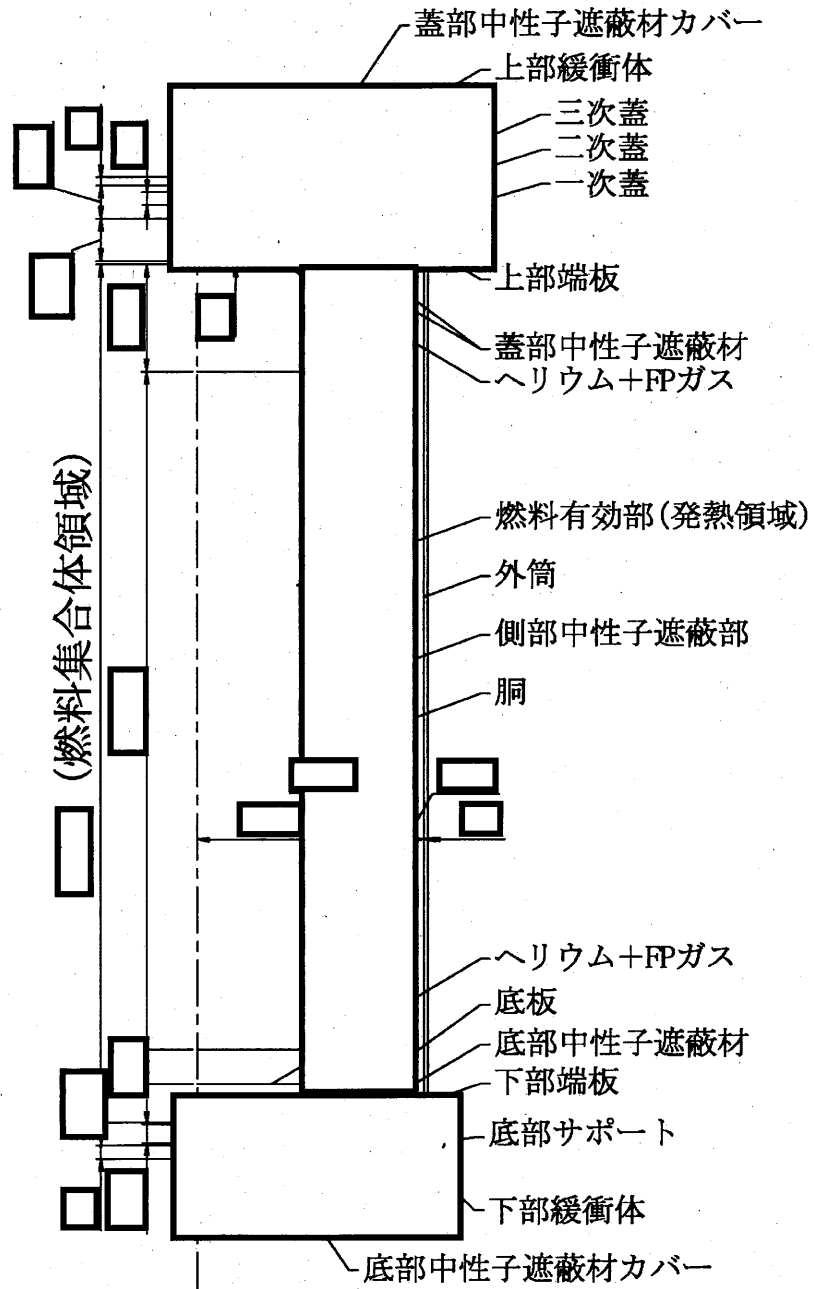 蓋部中性子遮蔽材カバー
上部緩衝体
三次蓋
二次蓋
一次蓋
上部端板
蓋部中性子遮蔽材
ヘリウム+FPガス
(燃料集合体領域)
燃料有効部(発熱領域)
外筒
側部中性子遮蔽部
胴
ヘリウム+FPガス
底板
底部中性子遮蔽材
下部端板
底部サポート
下部緩衝体
底部中性子遮蔽材カバー